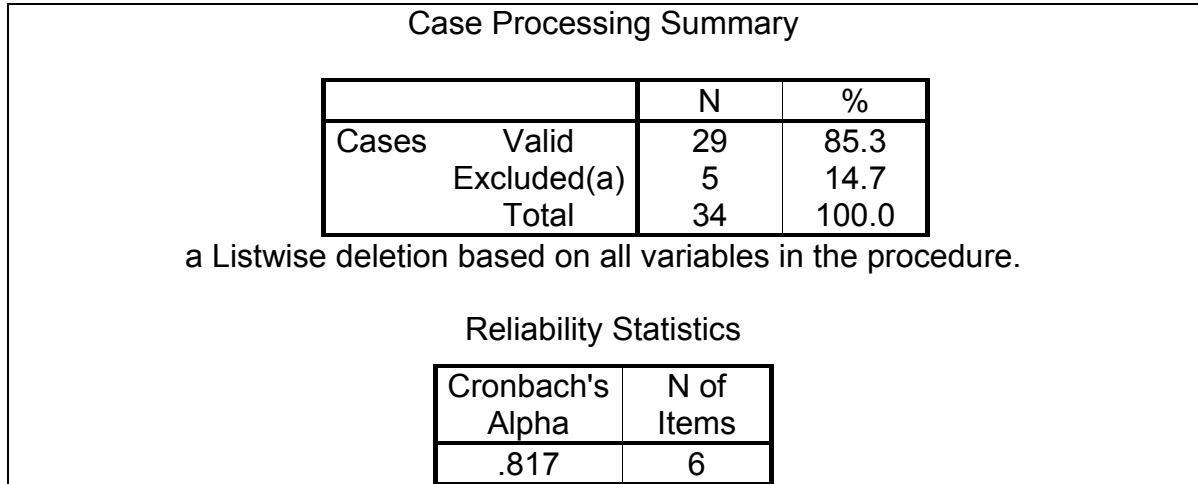 Case Processing Summary
N %
Cases Valid 29 85.3
Excluded(a) 5 14.7
Total 34 100.0
a Listwise deletion based on all variables in the procedure.
Reliability Statistics
Cronbach's N of
Alpha Items
.817 6